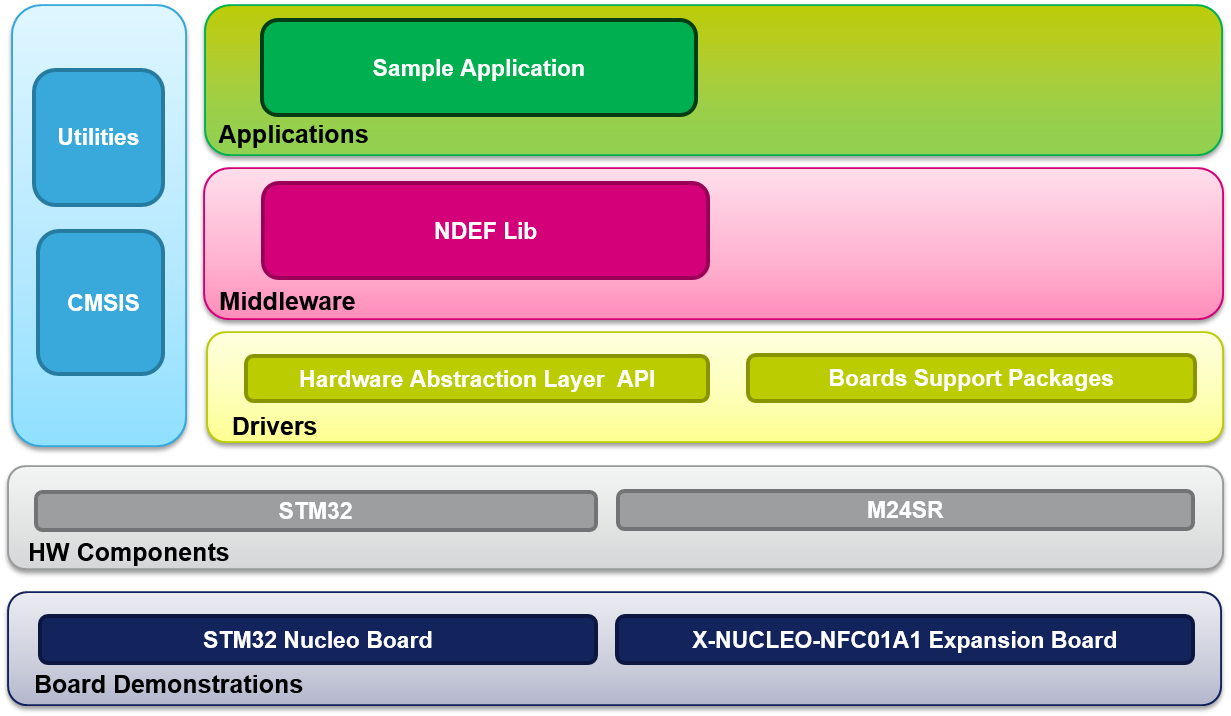 Utilities
CMSIS
Sample Application
Applications
NDEF Lib
Middleware
Hardware Abstraction Layer  API
Boards Support Packages
Drivers
STM32
M24SR
HW Components
STM32 Nucleo Board
X-NUCLEO-NFC01A1 Expansion Board
Board Demonstrations